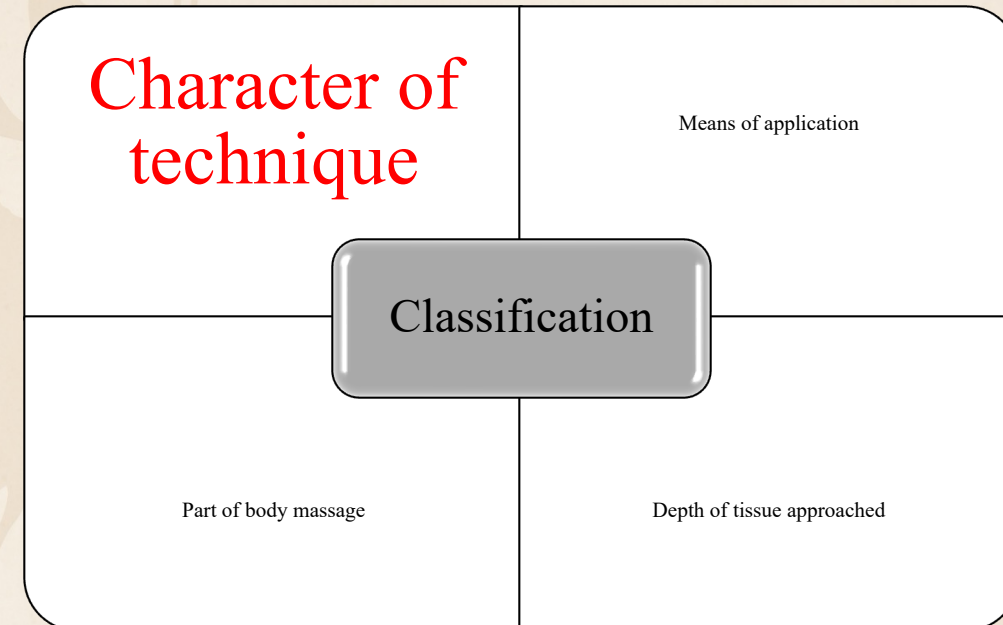 Character of
technique
Means of application
Classification
Part of body massage
Depth of tissue approached